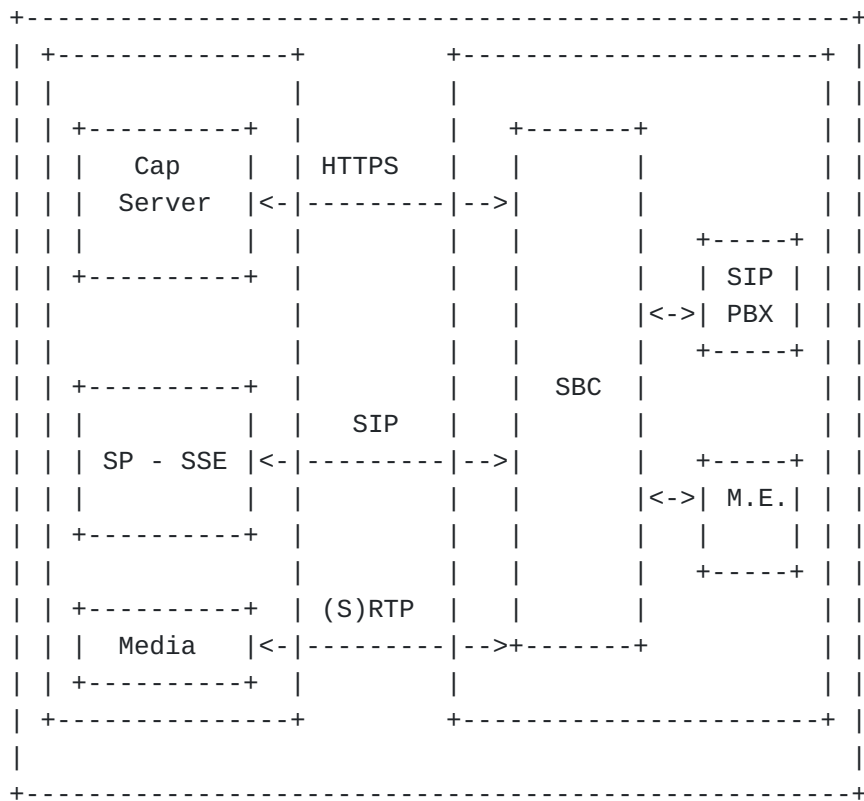 Cap HTTPS
Server
SIP
PBX
SBC
SIP
SP - SSE
M.E.
(S)RTP
Media